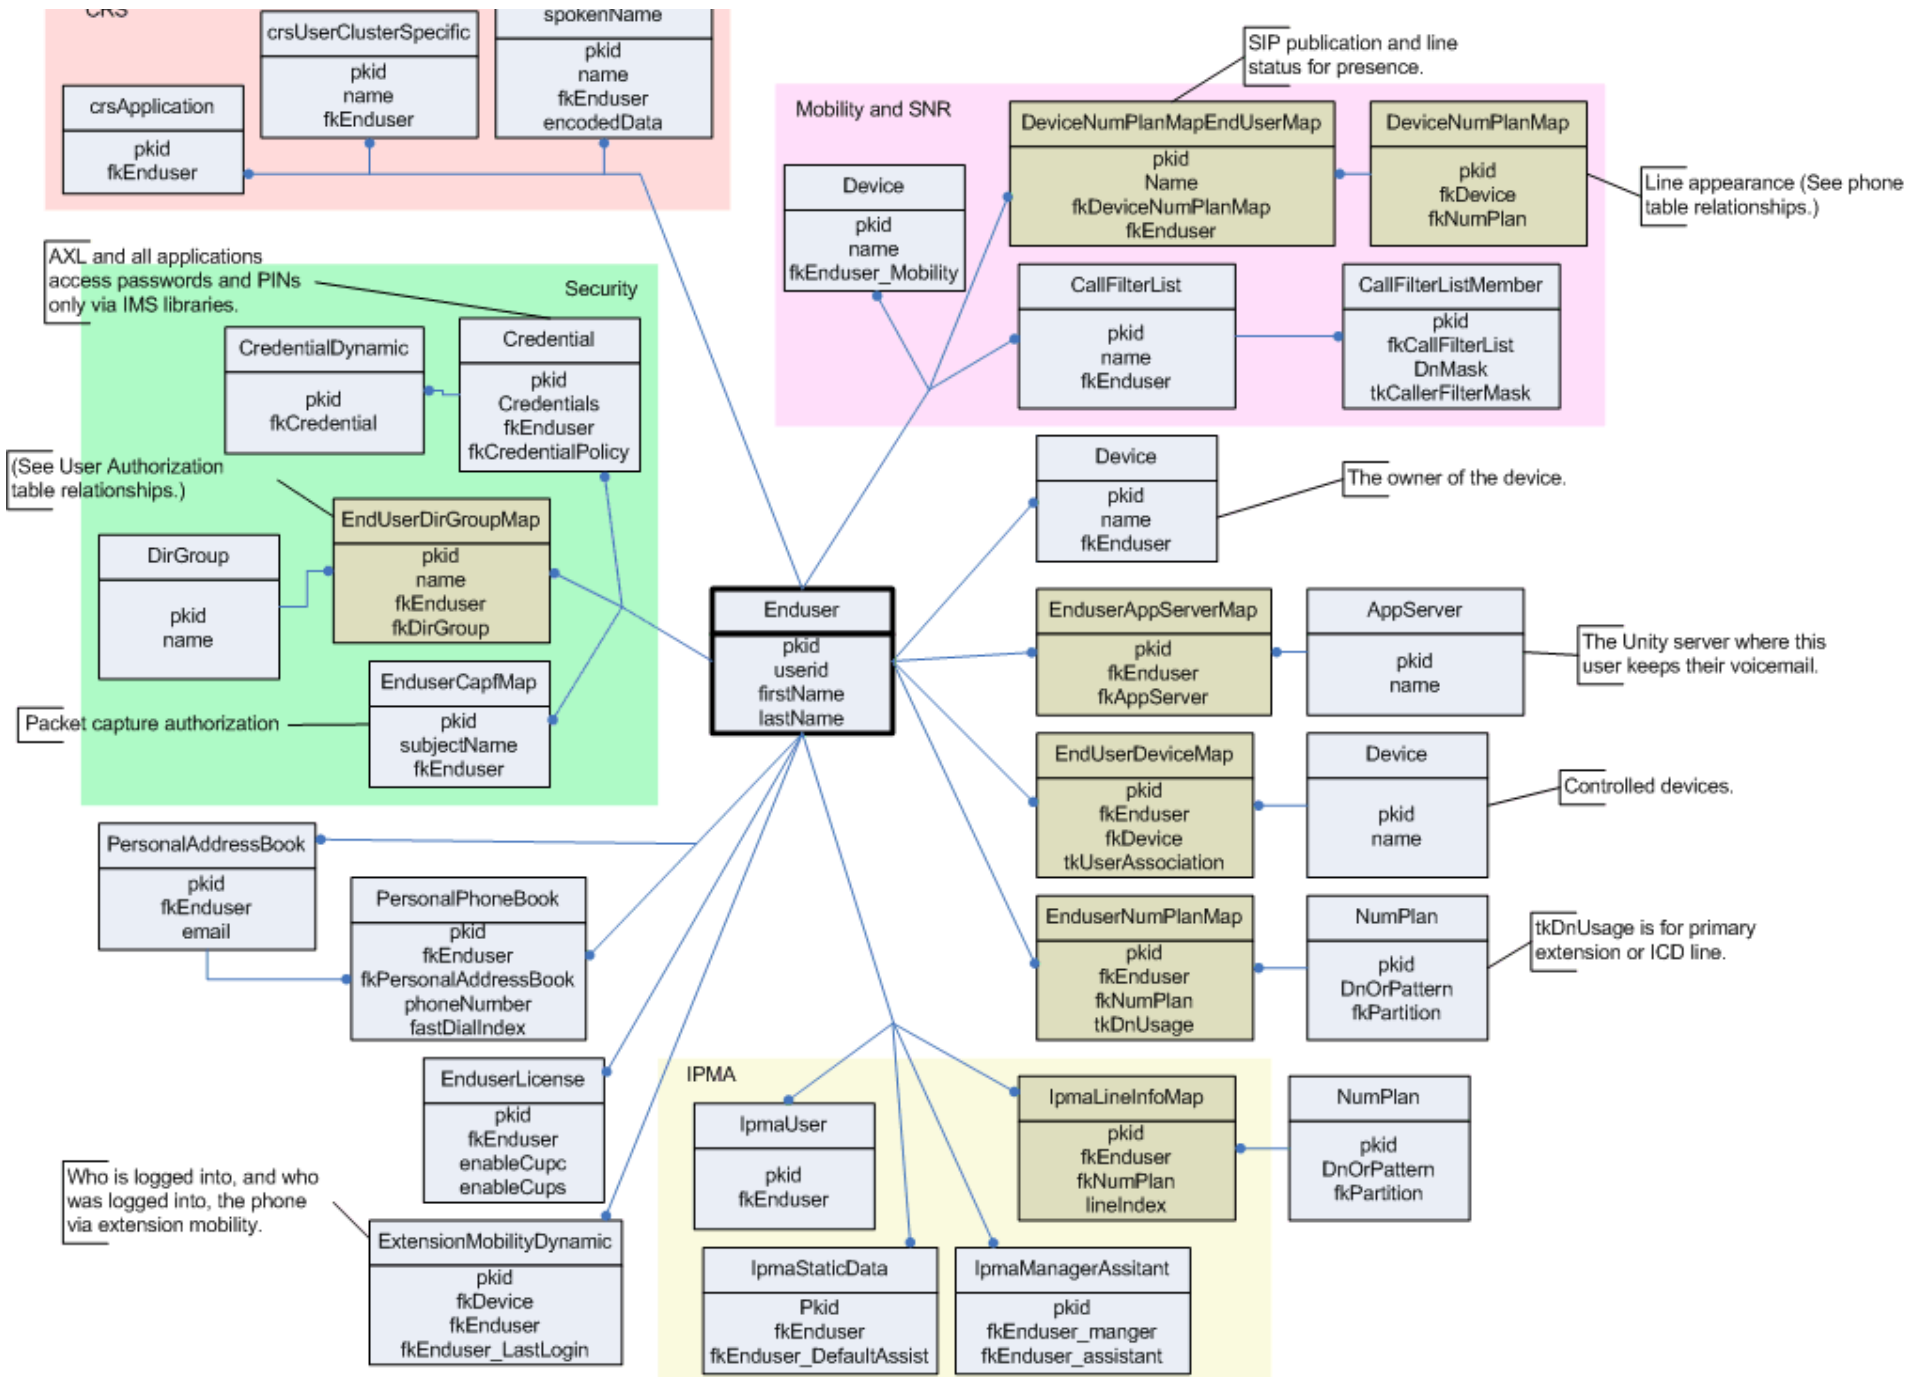 CRS
crsUserClusterSpecific
pkid
name
fkEnduser
spokenName
pkid
name
fkEnduser
encodedData
crsApplication
pkid
fkEnduser
SIP publication and line
status for presence.
Mobility and SNR
DeviceNumPlanMapEndUserMap
pkid
Name
fkDeviceNumPlanMap
fkEnduser
DeviceNumPlanMap
pkid
fkDevice
fkNumPlan
Line appearance (See phone
table relationships.)
Device
pkid
name
fkEnduser_Mobility
CallFilterList
pkid
name
fkEnduser
CallFilterListMember
pkid
fkCallFilterList
DnMask
tkCallerFilterMask
AXL and all applications
access passwords and PINs
only via IMS libraries.
Security
CredentialDynamic
pkid
fkCredential
Credential
pkid
Credentials
fkEnduser
fkCredentialPolicy
(See User Authorization
table relationships.)
EndUserDirGroupMap
pkid
name
fkEnduser
fkDirGroup
DirGroup
pkid
name
EnduserCapfMap
pkid
subjectName
fkEnduser
Packet capture authorization
Enduser
pkid
userid
firstName
lastName
Device
pkid
name
fkEnduser
The owner of the device.
EnduserAppServerMap
pkid
fkEnduser
fkAppServer
AppServer
pkid
name
The Unity server where this
user keeps their voicemail.
EndUserDeviceMap
pkid
fkEnduser
fkDevice
tkUserAssociation
Device
pkid
name
Controlled devices.
EnduserNumPlanMap
pkid
fkEnduser
fkNumPlan
tkDnUsage
NumPlan
pkid
DnOrPattern
fkPartition
tkDnUsage is for primary
extension or ICD line.
PersonalAddressBook
pkid
fkEnduser
email
PersonalPhoneBook
pkid
fkEnduser
fkPersonalAddressBook
phoneNumber
fastDialIndex
EnduserLicense
pkid
fkEnduser
enableCupc
enableCups
Who is logged into, and who
was logged into, the phone
via extension mobility.
ExtensionMobilityDynamic
pkid
fkDevice
fkEnduser
fkEnduser_LastLogin
IPMA
IpmaUser
pkid
fkEnduser
IpmaLineInfoMap
pkid
fkEnduser
fkNumPlan
lineIndex
NumPlan
pkid
DnOrPattern
fkPartition
IpmaStaticData
Pkid
fkEnduser
fkEnduser_DefaultAssist
IpmaManagerAssitant
pkid
fkEnduser_manger
fkEnduser_assistant